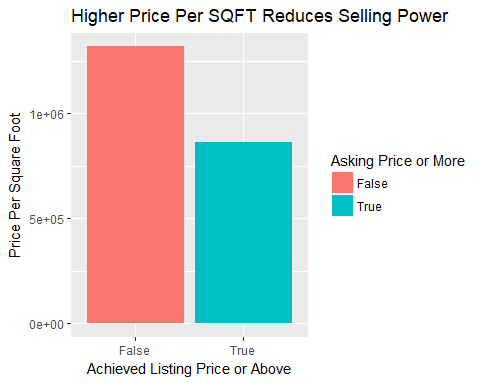 Higher Price Per SQFT Reduces Selling Power
Price Per Square Foot
1e+06
5e+05
0e+00
False
True
Achieved Listing Price or Above
Asking Price or More
False
True